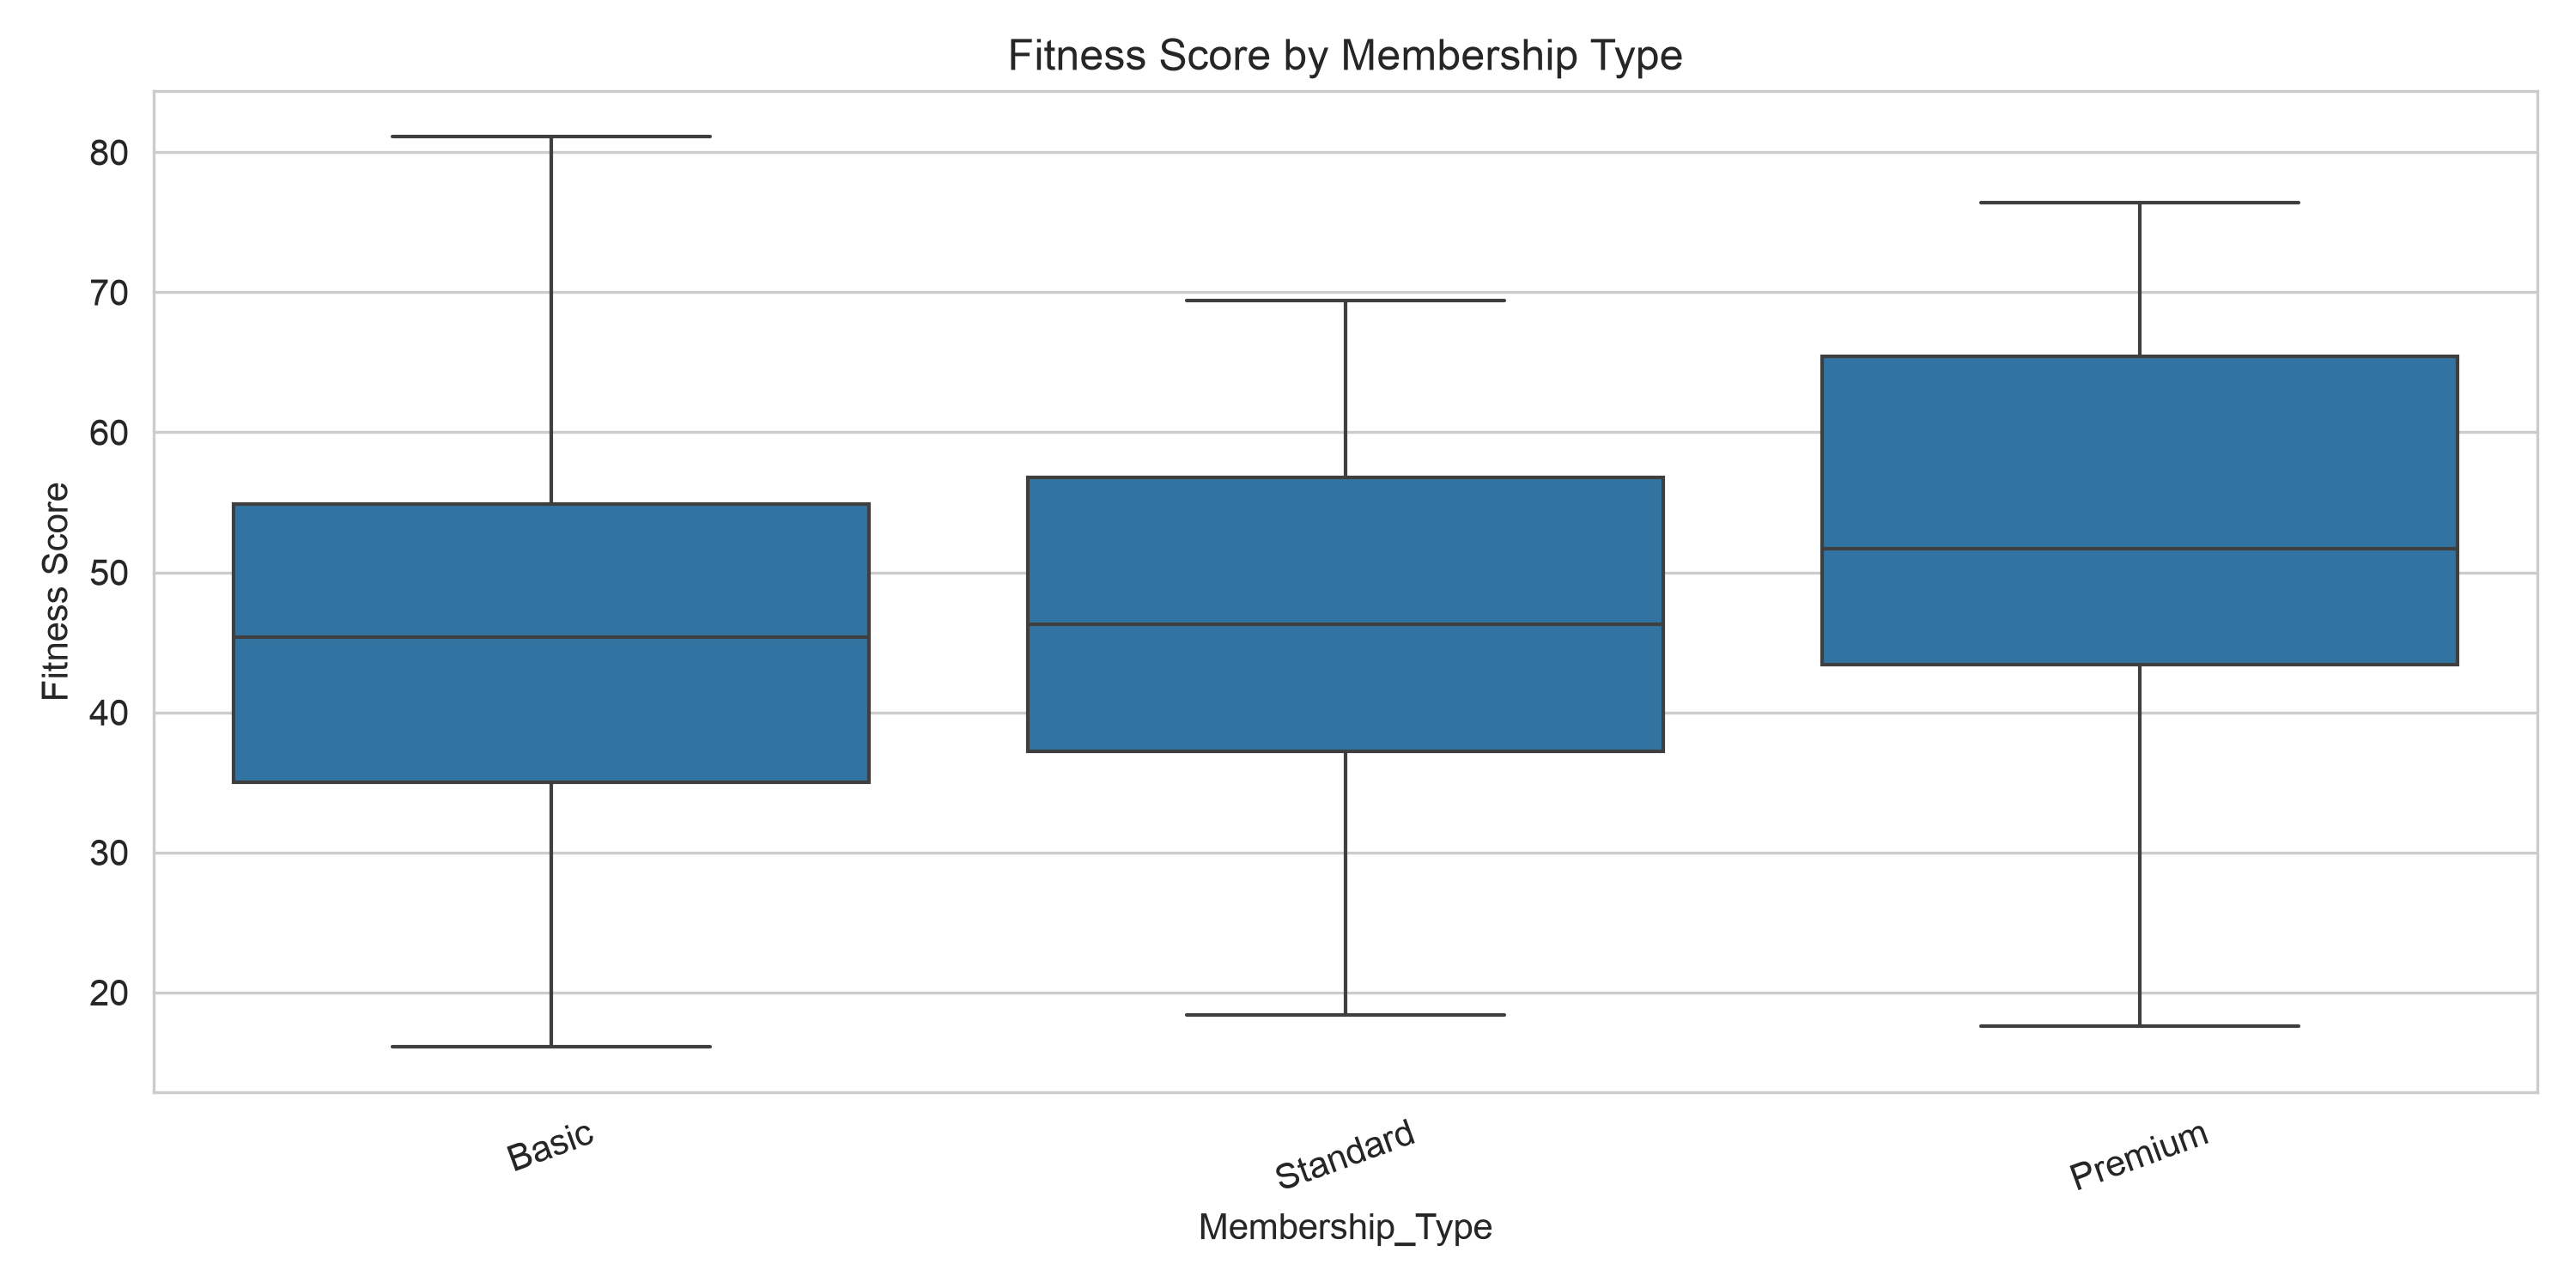 Fitness Score by Membership Type
Fitness Score
80
70
60
50
40
30
20
Basic
Standard
Premium
Membership_Type